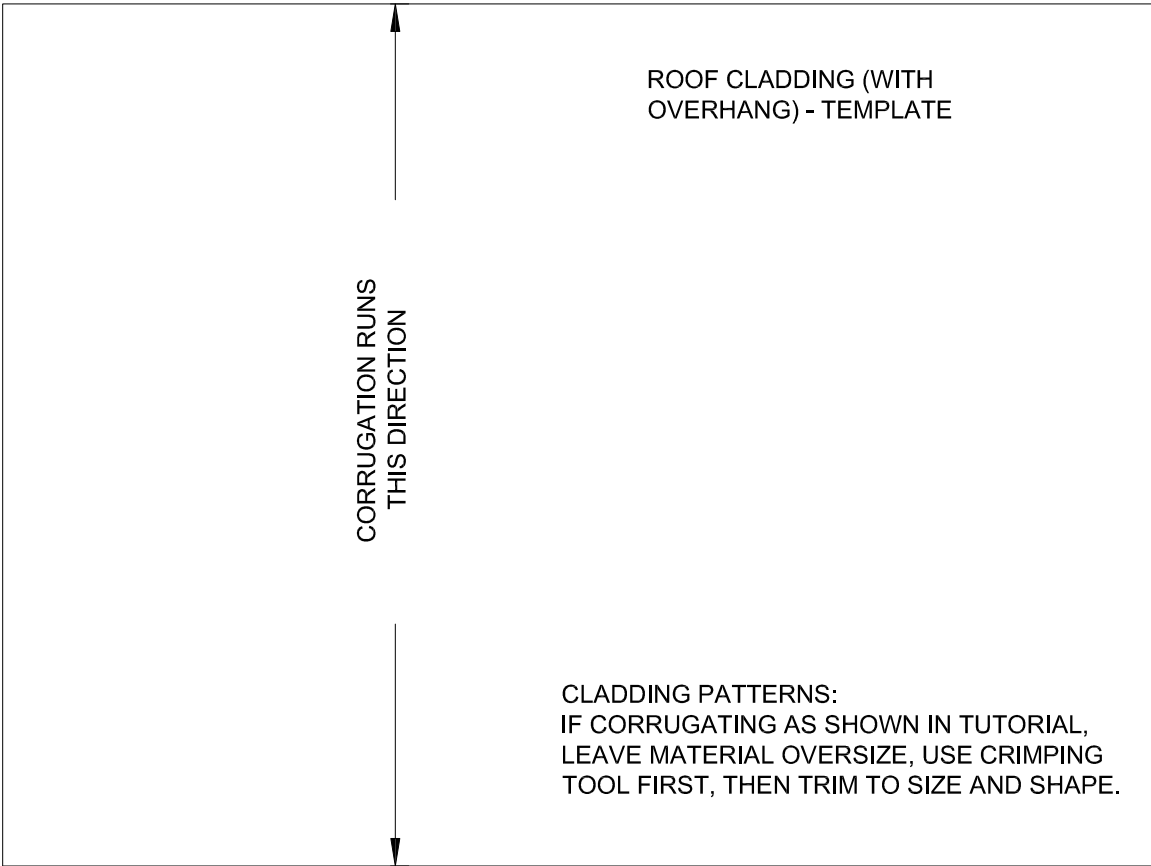 ROOF CLADDING (WITH
OVERHANG) - TEMPLATE
CORRUGATION RUNS
THIS DIRECTION
CLADDING PATTERNS:
IF CORRUGATING AS SHOWN IN TUTORIAL,
LEAVE MATERIAL OVERSIZE, USE CRIMPING
TOOL FIRST, THEN TRIM TO SIZE AND SHAPE.